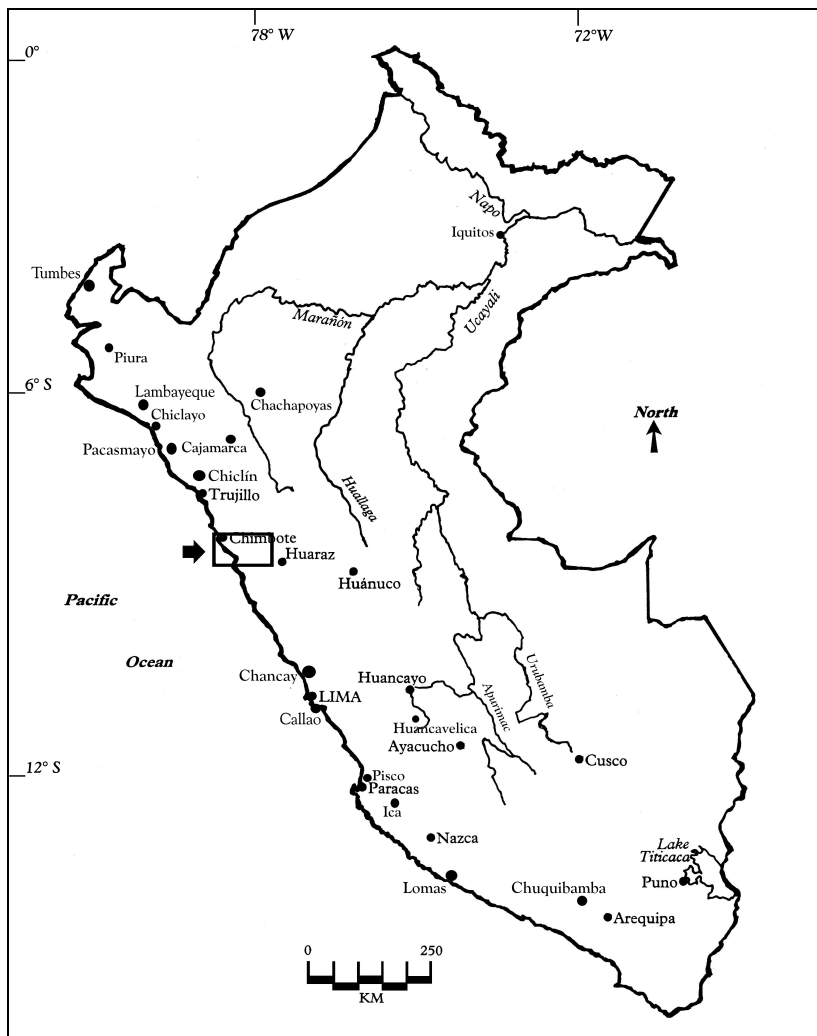 78° W
72°W
0°
Napo
Iquitos
Tumbes
Marañón
Ucayali
Piura
6° S
Lambayeque
Chachapoyas
Chiclayo
North
Pacasmayo
Cajamarca
Chiclín
Huallaga
Trujillo
Chimbote
Huaraz
Huánuco
Pacific
Ocean
Chancay
Huancayo
Urubamba
Apurimac
LIMA
Callao
Huancavelica
Ayacucho
Cusco
12° S
Pisco
Paracas
Ica
Nazca
Lake
Titicaca
Puno
Lomas
Chuquibamba
Arequipa
0
250
KM